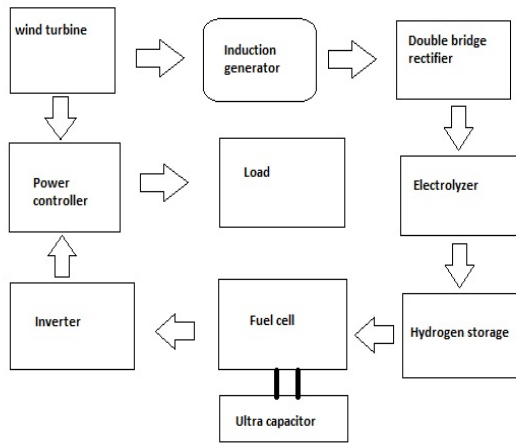 wind turbine
Induction
generator
Double bridge
rectifier
Power
controller
Load
Electrolyzer
Inverter
Fuel cell
Hydrogen storage
Ultra capacitor